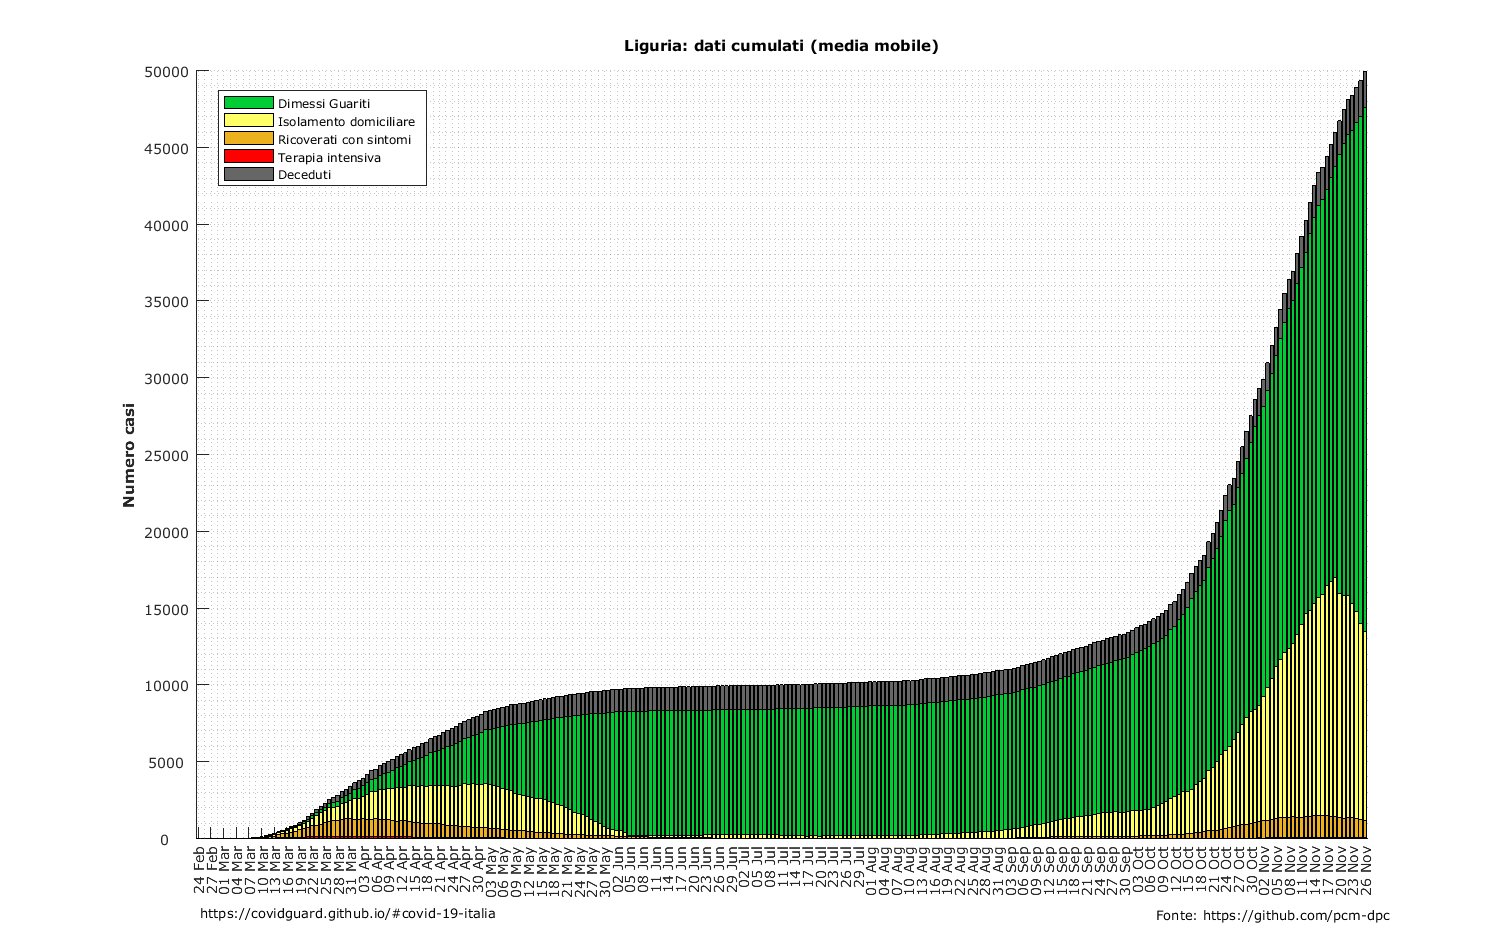 Liguria: dati cumulati (media mobile)
50000
45000
40000
35000
30000
25000
20000
15000
10000
5000
0
Numero casi
Dimessi Guariti
Isolamento domiciliare
Ricoverati con sintomi
Terapia intensiva
Deceduti
24 Feb
27 Feb
01 Mar
04 Mar
07 Mar
10 Mar
13 Mar
16 Mar
19 Mar
22 Mar
25 Mar
28 Mar
31 Mar
03 Apr
06 Apr
09 Apr
12 Apr
15 Apr
18 Apr
21 Apr
24 Apr
27 Apr
30 Apr
03 May
06 May
09 May
12 May
15 May
18 May
21 May
24 May
27 May
30 May
02 Jun
05 Jun
08 Jun
11 Jun
14 Jun
17 Jun
20 Jun
23 Jun
26 Jun
29 Jun
02 Jul
05 Jul
08 Jul
11 Jul
14 Jul
17 Jul
20 Jul
23 Jul
26 Jul
29 Jul
01 Aug
04 Aug
07 Aug
10 Aug
13 Aug
16 Aug
19 Aug
22 Aug
25 Aug
28 Aug
31 Aug
03 Sep
06 Sep
09 Sep
12 Sep
15 Sep
18 Sep
21 Sep
24 Sep
27 Sep
30 Sep
03 Oct
06 Oct
09 Oct
12 Oct
15 Oct
18 Oct
21 Oct
24 Oct
27 Oct
30 Oct
02 Nov
05 Nov
08 Nov
11 Nov
14 Nov
17 Nov
20 Nov
23 Nov
26 Nov
https://covidguard.github.io/#covid-19-italia
Fonte: https://github.com/pcm-dpc